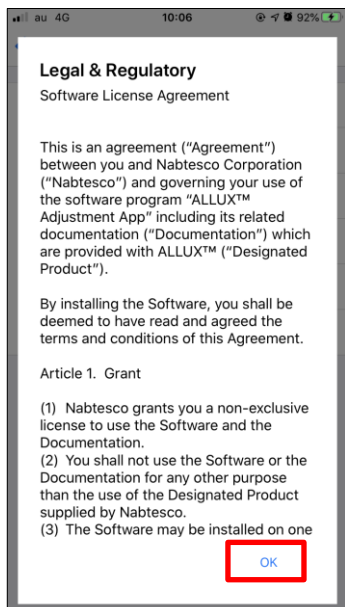 au 4G 10:06 92%
Legal & Regulatory
Software License Agreement
This is an agreement (“Agreement”)
between you and Nabtesco Corporation
(“Nabtesco”) and governing your use of
the software program “ALLUX™
Adjustment App” including its related
documentation (“Documentation”) which
are provided with ALLUX™ (“Designated
Product”).
By installing the Software, you shall be
deemed to have read and agreed the
terms and conditions of this Agreement.
Article 1.  Grant
(1)  Nabtesco grants you a non-exclusive
license to use the Software and the
Documentation.
(2)  You shall not use the Software or the
Documentation for any other purpose
than the use of the Designated Product
supplied by Nabtesco.
(3)  The Software may be installed on one
OK